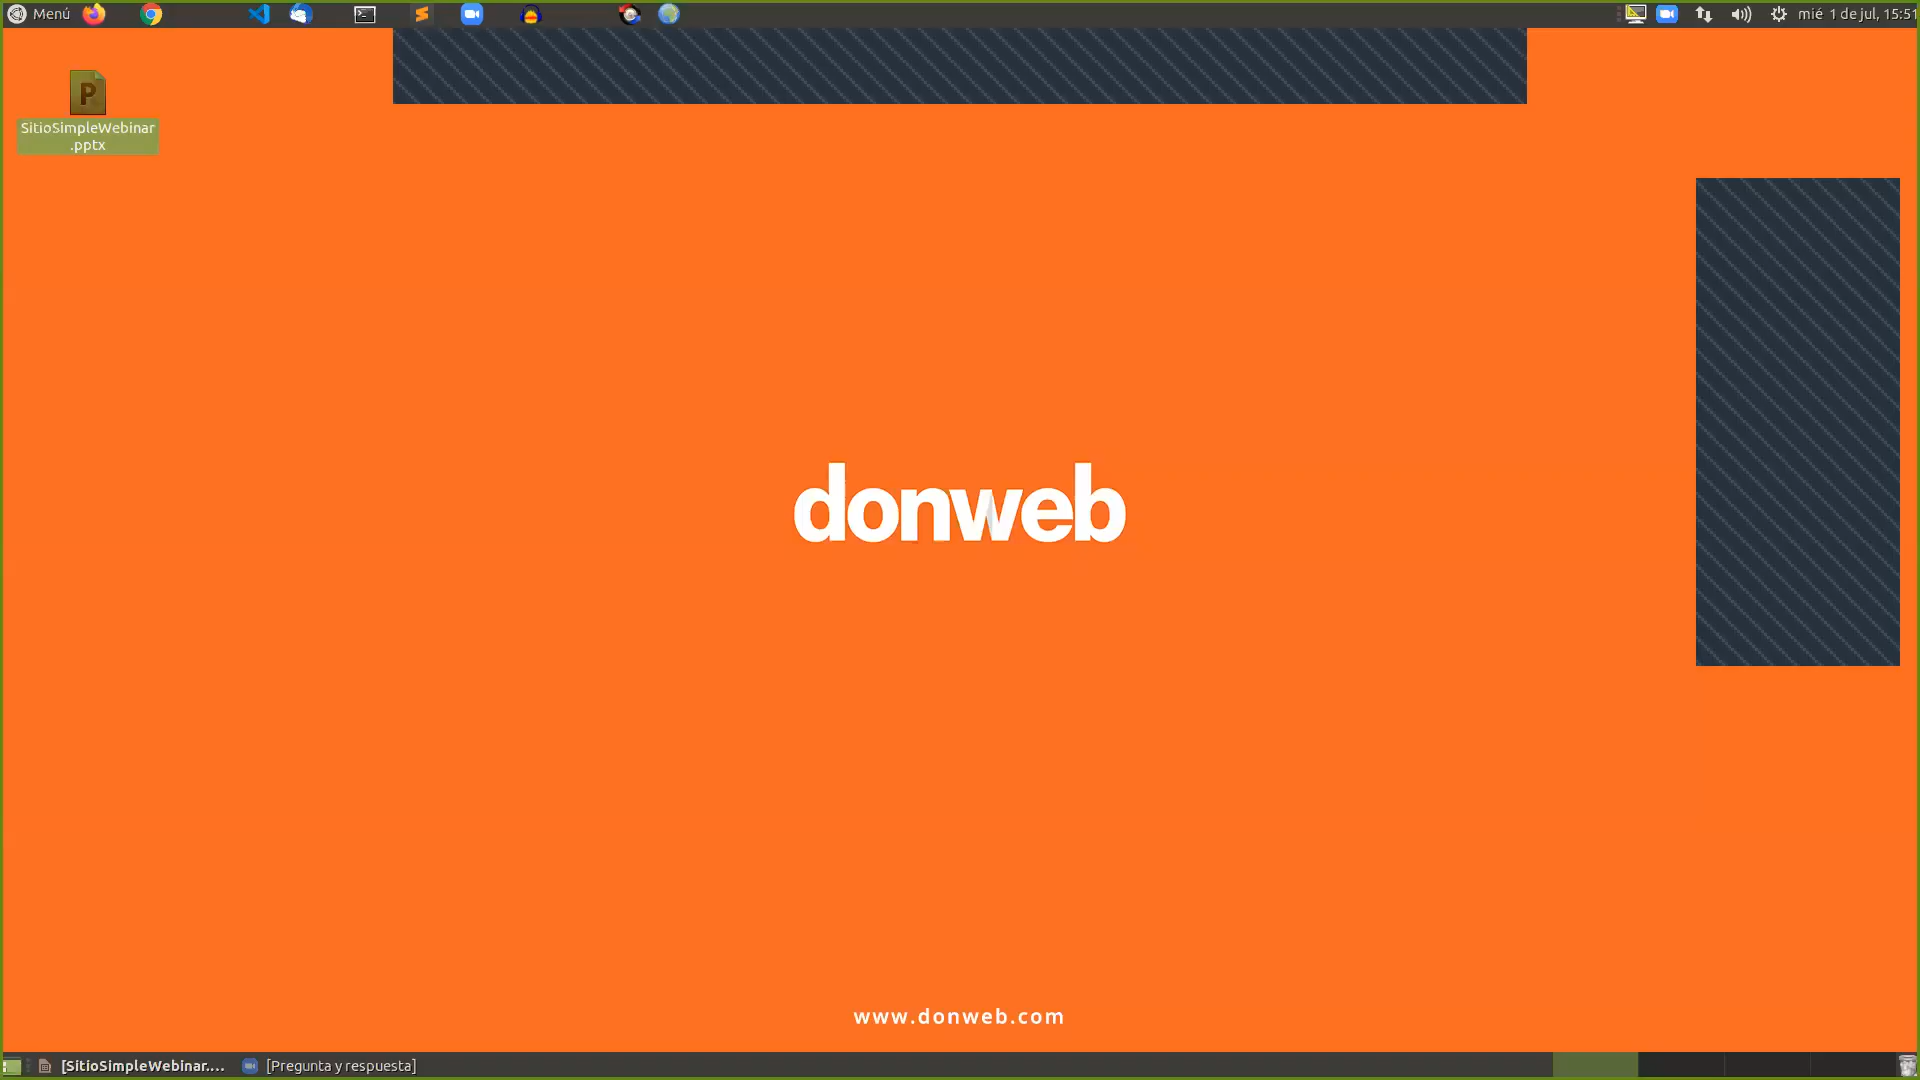 Menú
mié 1 de jul, 15:51
SitioSimpleWebinar
.pptx
donweb
www.donweb.com
[SitioSimpleWebinar.... [Pregunta y respuesta]